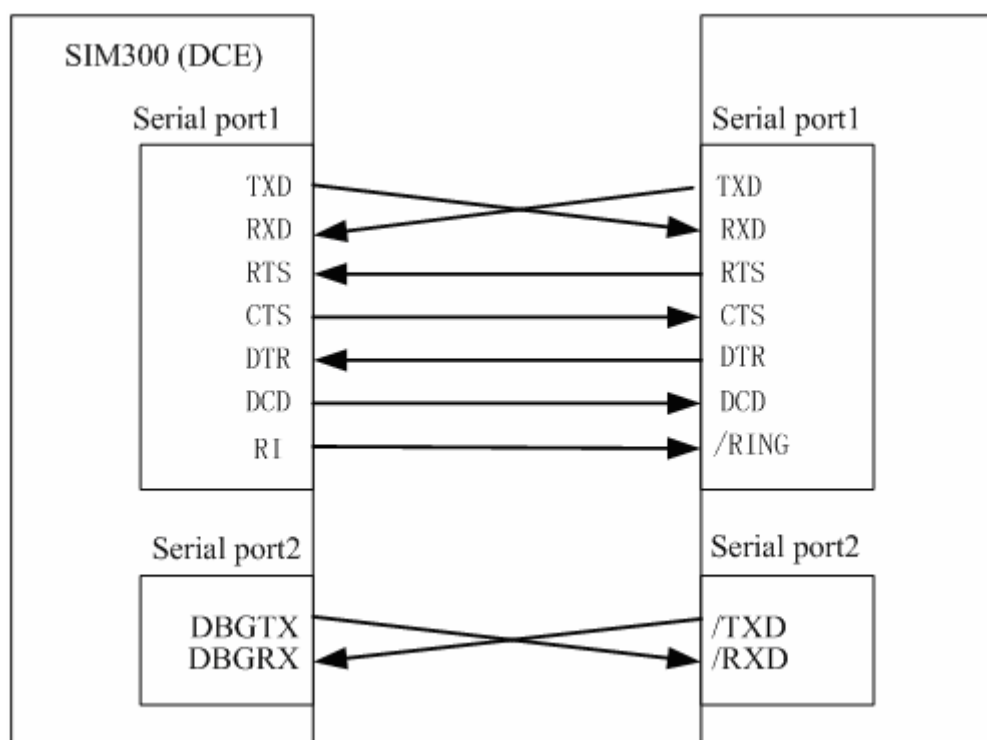 SIM300 (DCE)
Serial port1
TXD
RXD
RTS
CTS
DTR
DCD
RI
Serial port2
DBGTX
DBGRX
Serial port1
TXD
RXD
RTS
CTS
DTR
DCD
/RING
Serial port2
/TXD
/RXD